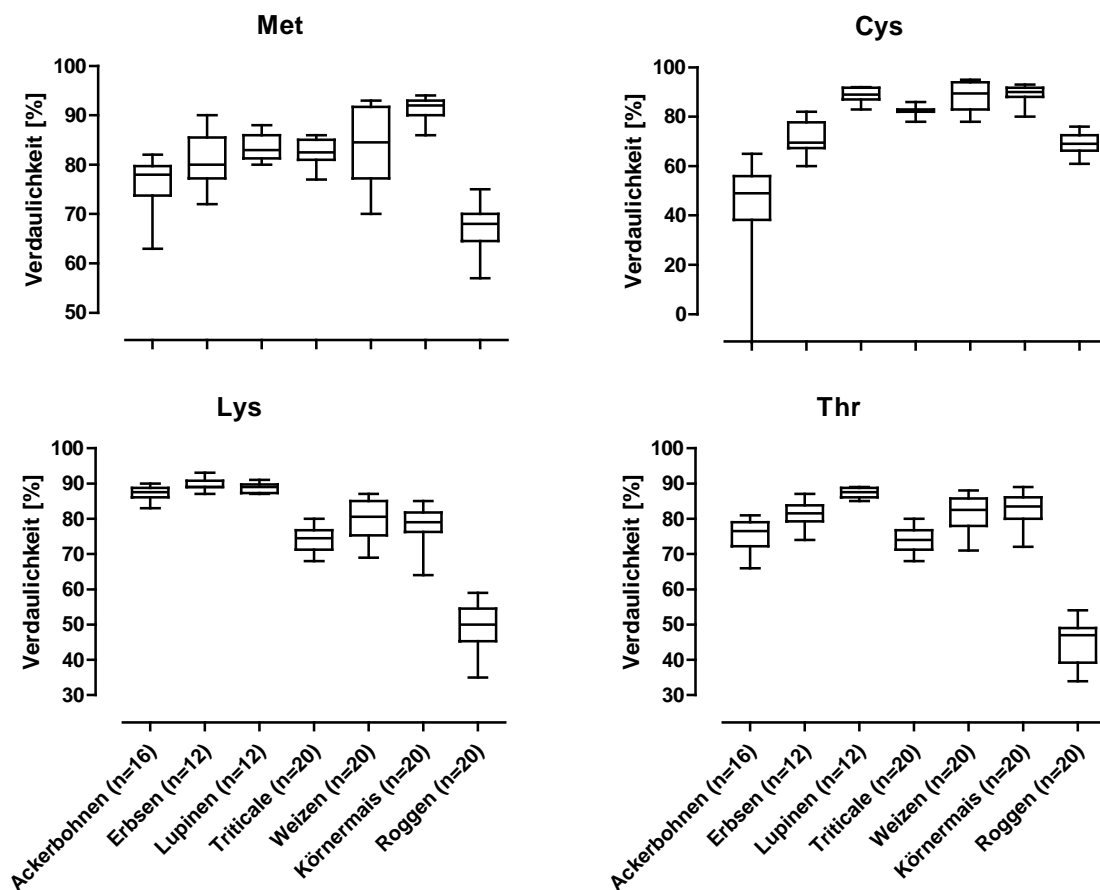 Met
Verdaulichkeit [%]
100
90
80
70
60
50
Cys
Verdaulichkeit [%]
100
80
60
40
20
0
Lys
Verdaulichkeit [%]
100
90
80
70
60
50
40
30
Ackerbohnen (n=16)
Erbsen (n=12)
Lupinen (n=12)
Triticale (n=20)
Weizen (n=20)
Körnermais (n=20)
Roggen (n=20)
Thr
Verdaulichkeit [%]
100
90
80
70
60
50
40
30
Ackerbohnen (n=16)
Erbsen (n=12)
Lupinen (n=12)
Triticale (n=20)
Weizen (n=20)
Körnermais (n=20)
Roggen (n=20)